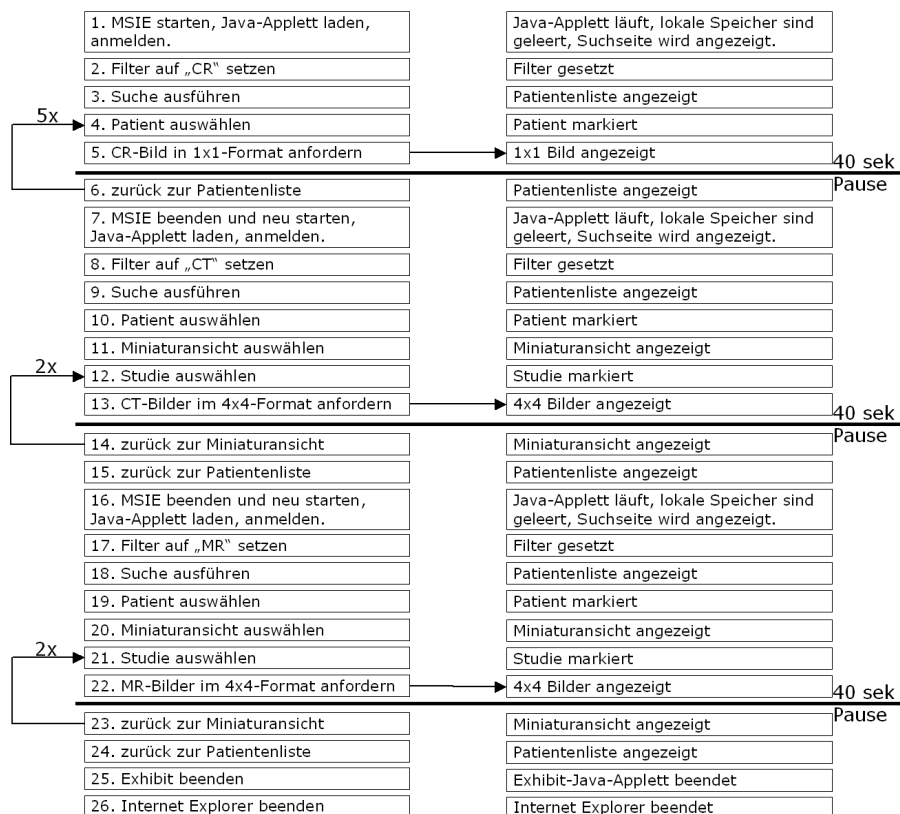 1. MSIE starten, Java-Applett laden,
anmelden.
Java-Applett läuft, lokale Speicher sind
geleert, Suchseite wird angezeigt.
2. Filter auf „CR“ setzen
Filter gesetzt
3. Suche ausführen
Patientenliste angezeigt
5x
4. Patient auswählen
Patient markiert
5. CR-Bild in 1x1-Format anfordern
1x1 Bild angezeigt
40 sek
Pause
6. zurück zur Patientenliste
Patientenliste angezeigt
7. MSIE beenden und neu starten,
Java-Applett laden, anmelden.
Java-Applett läuft, lokale Speicher sind
geleert, Suchseite wird angezeigt.
8. Filter auf „CT“ setzen
Filter gesetzt
9. Suche ausführen
Patientenliste angezeigt
10. Patient auswählen
Patient markiert
11. Miniaturansicht auswählen
Miniaturansicht angezeigt
2x
12. Studie auswählen
Studie markiert
13. CT-Bilder im 4x4-Format anfordern
4x4 Bilder angezeigt
40 sek
Pause
14. zurück zur Miniaturansicht
Miniaturansicht angezeigt
15. zurück zur Patientenliste
Patientenliste angezeigt
16. MSIE beenden und neu starten,
Java-Applett laden, anmelden.
Java-Applett läuft, lokale Speicher sind
geleert, Suchseite wird angezeigt.
17. Filter auf „MR“ setzen
Filter gesetzt
18. Suche ausführen
Patientenliste angezeigt
19. Patient auswählen
Patient markiert
20. Miniaturansicht auswählen
Miniaturansicht angezeigt
2x
21. Studie auswählen
Studie markiert
22. MR-Bilder im 4x4-Format anfordern
4x4 Bilder angezeigt
40 sek
Pause
23. zurück zur Miniaturansicht
Miniaturansicht angezeigt
24. zurück zur Patientenliste
Patientenliste angezeigt
25. Exhibit beenden
Exhibit-Java-Applett beendet
26. Internet Explorer beenden
Internet Explorer beendet